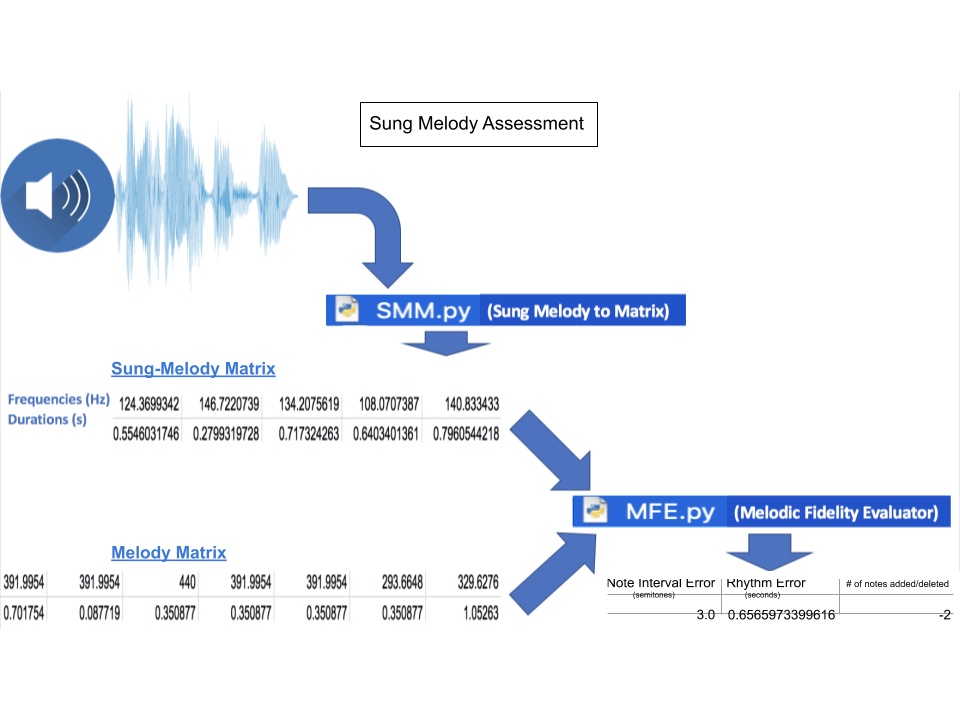 Sung Melody Assessment
SMM.py (Sung Melody to Matrix)
Sung-Melody Matrix
Frequencies (Hz) 124.3699342 146.7220739 134.2075619 108.0707387 140.833433
Durations (s) 0.5546031746 0.2799319728 0.717324263 0.6403401361 0.7960544218
MFE.py (Melodic Fidelity Evaluator)
Melody Matrix
391.9954 391.9954 440 391.9954 391.9954 293.6648 329.6276
0.701754 0.087719 0.350877 0.350877 0.350877 0.350877 1.05263
Note Interval Error Rhythm Error # of notes added/deleted
(semitones) (seconds)
3.0 0.6565973399616 -2